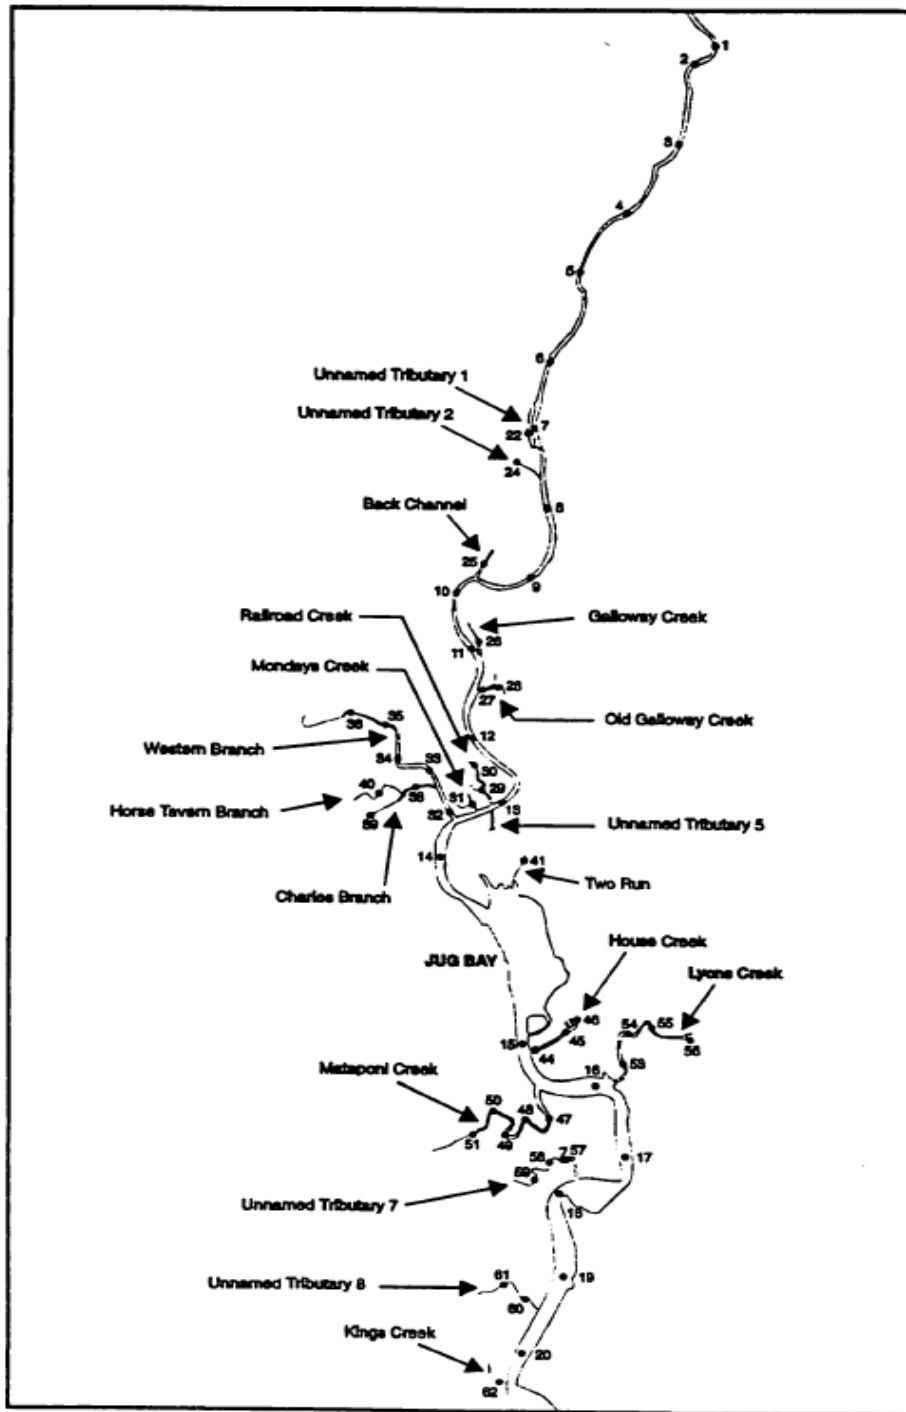 1
2
3
4
5
6
Unnamed Tributary 1
Unnamed Tributary 2
7
22
24
8
Back Channel
25
9
10
Railroad Creek
Galloway Creek
26
11
Mondays Creek
28
27
Old Galloway Creek
36
35
12
Western Branch
34
33
30
40
38
29
31
13
Horse Tavern Branch
39
32
Unnamed Tributary 5
14
41
Two Run
Charles Branch
House Creek
JUG BAY
Lyons Creek
46
54
55
45
15
44
56
53
Mataponi Creek
16
50
48
47
51
49
57
58
17
59
Unnamed Tributary 7
18
19
Unnamed Tributary 8
61
60
Kings Creek
20
62